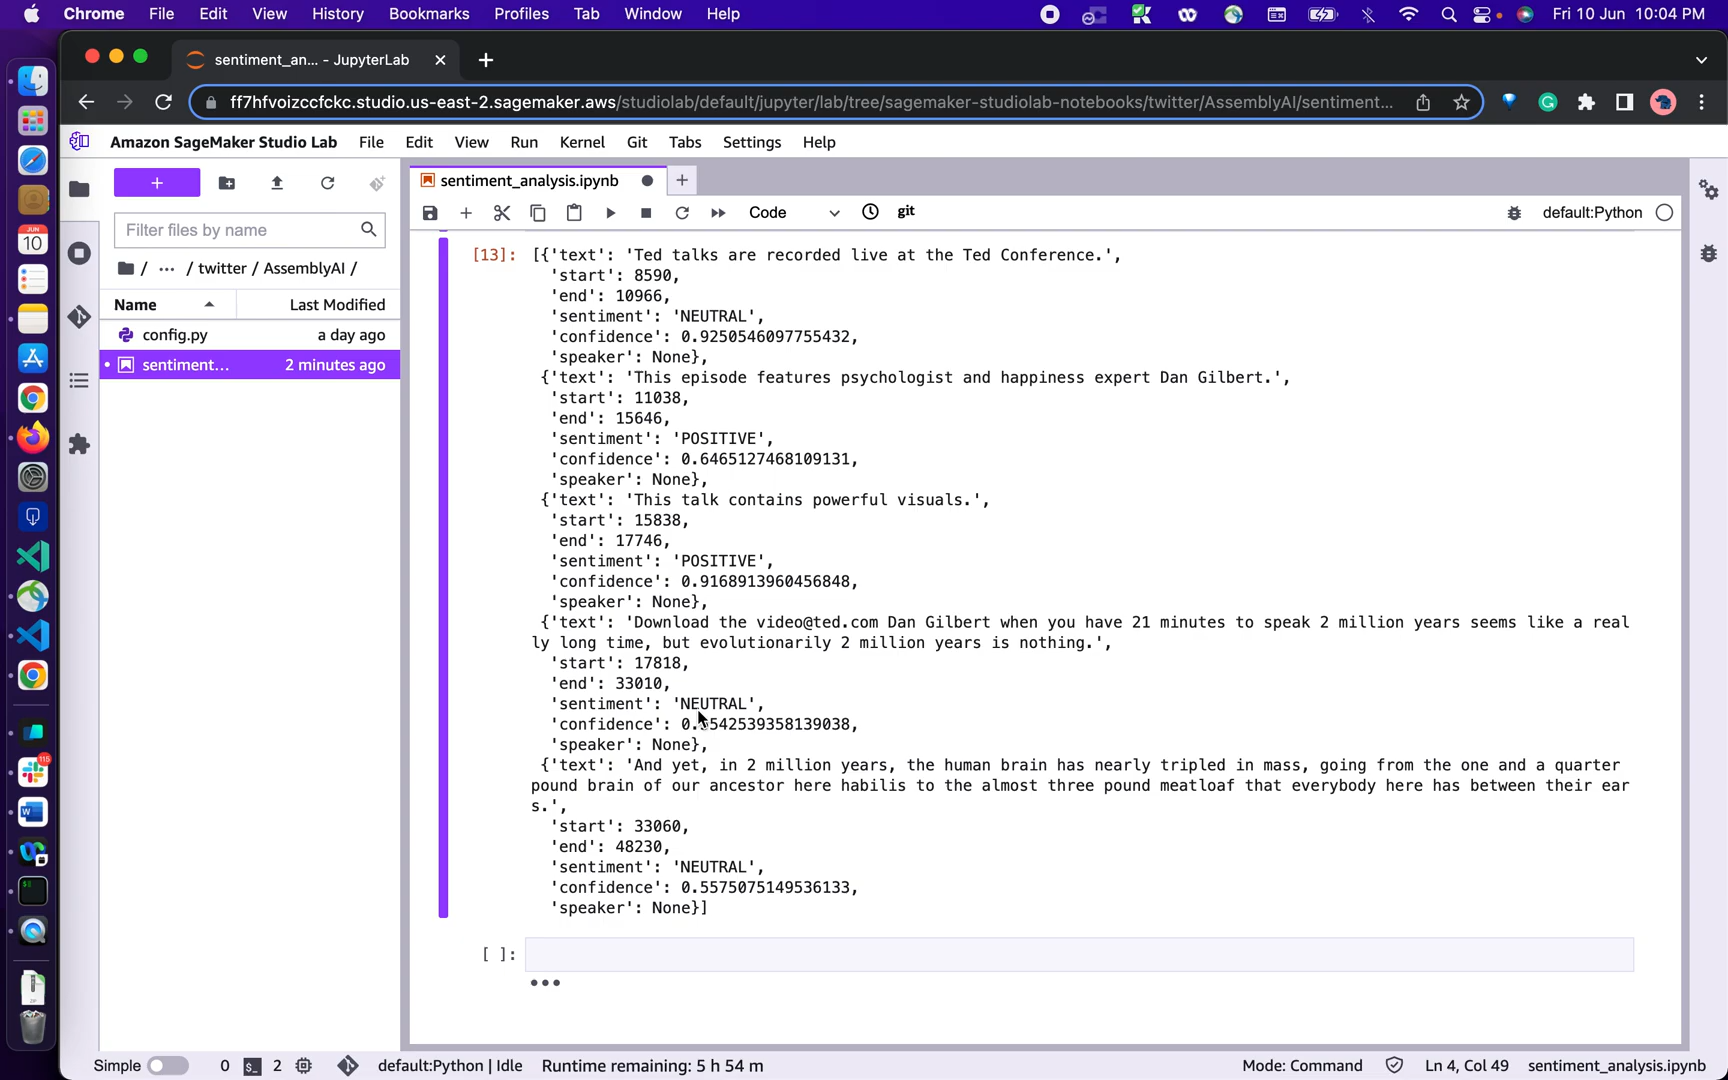 Chrome File Edit View History Bookmarks Profiles Tab Window Help Fri 10 Jun 10:04 PM
sentiment_an... - JupyterLab
ff7hfvoizccfckc.studio.us-east-2.sagemaker.aws/studiolab/default/jupyter/lab/tree/sagemaker-studiolab-notebooks/twitter/AssemblyAI/sentiment...
Amazon SageMaker Studio Lab File Edit View Run Kernel Git Tabs Settings Help
sentiment_analysis.ipynb
Code git default:Python
Filter files by name
/ ... / twitter / AssemblyAI /
Name Last Modified
config.py a day ago
sentiment... 2 minutes ago
JUN
10
115
[13]: [{'text': 'Ted talks are recorded live at the Ted Conference.',
'start': 8590,
'end': 10966,
'sentiment': 'NEUTRAL',
'confidence': 0.9250546097755432,
'speaker': None},
{'text': 'This episode features psychologist and happiness expert Dan Gilbert.',
'start': 11038,
'end': 15646,
'sentiment': 'POSITIVE',
'confidence': 0.6465127468109131,
'speaker': None},
{'text': 'This talk contains powerful visuals.',
'start': 15838,
'end': 17746,
'sentiment': 'POSITIVE',
'confidence': 0.9168913960456848,
'speaker': None},
{'text': 'Download the video@ted.com Dan Gilbert when you have 21 minutes to speak 2 million years seems like a real
ly long time, but evolutionarily 2 million years is nothing.',
'start': 17818,
'end': 33010,
'sentiment': 'NEUTRAL',
'confidence':
'speaker': None},
{'text': 'And yet, in 2 million years, the human brain has nearly tripled in mass, going from the one and a quarter
pound brain of our ancestor here habilis to the almost three pound meatloaf that everybody here has between their ear
s.',
'start': 33060,
'end': 48230,
'sentiment': 'NEUTRAL',
'confidence': 0.5575075149536133,
'speaker': None}]
[ ]:
Simple 0 2 default:Python | Idle Runtime remaining: 5 h 54 m Mode: Command Ln 4, Col 49 sentiment_analysis.ipynb